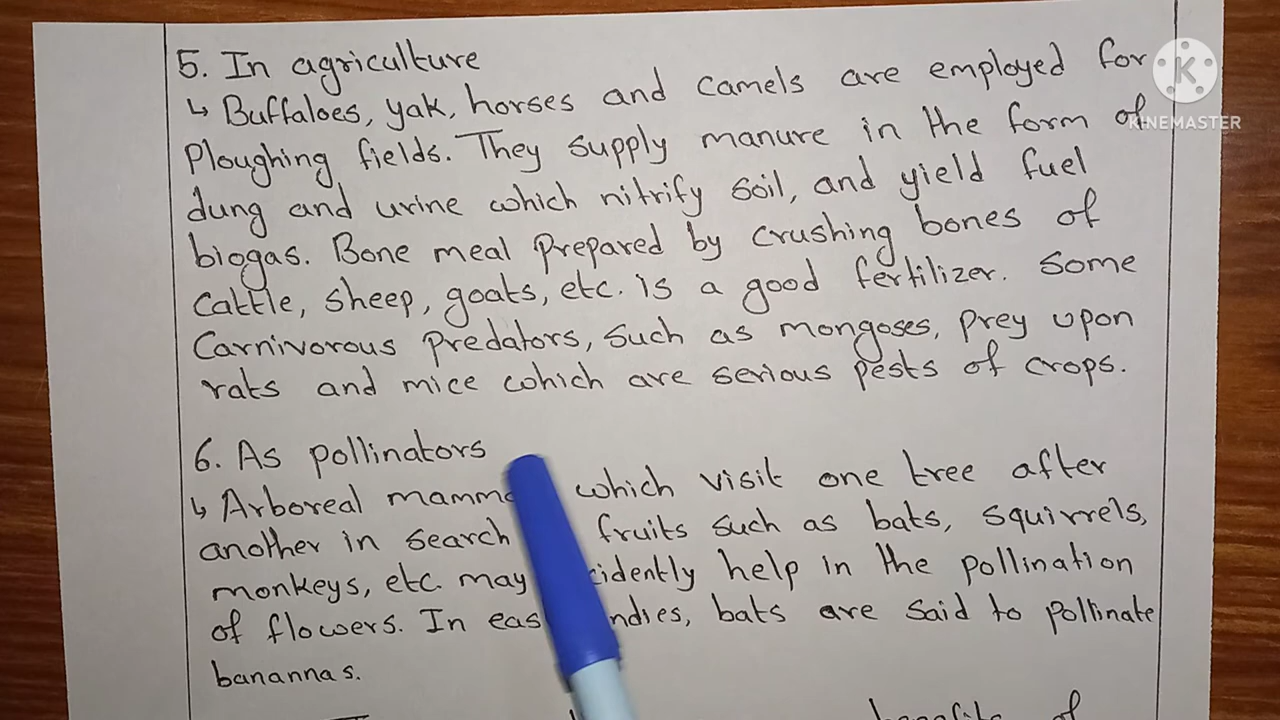 5. In agriculture
↳ Buffaloes, yak, horses and camels are employed for
ploughing fields. They supply manure in the form of
dung and urine which nitrify soil, and yield fuel
biogas. Bone meal prepared by crushing bones of
cattle, sheep, goats, etc. is a good fertilizer. Some
carnivorous predators, such as mongoses, prey upon
rats and mice which are serious pests of crops.
6. As pollinators
↳ Arboreal which visit one tree after
another in search fruits such as bats, squirrels,
monkeys, etc. may help in the pollination
of flowers. In bats are said to pollinate
banannas.
benefits of
K
KINEMASTER